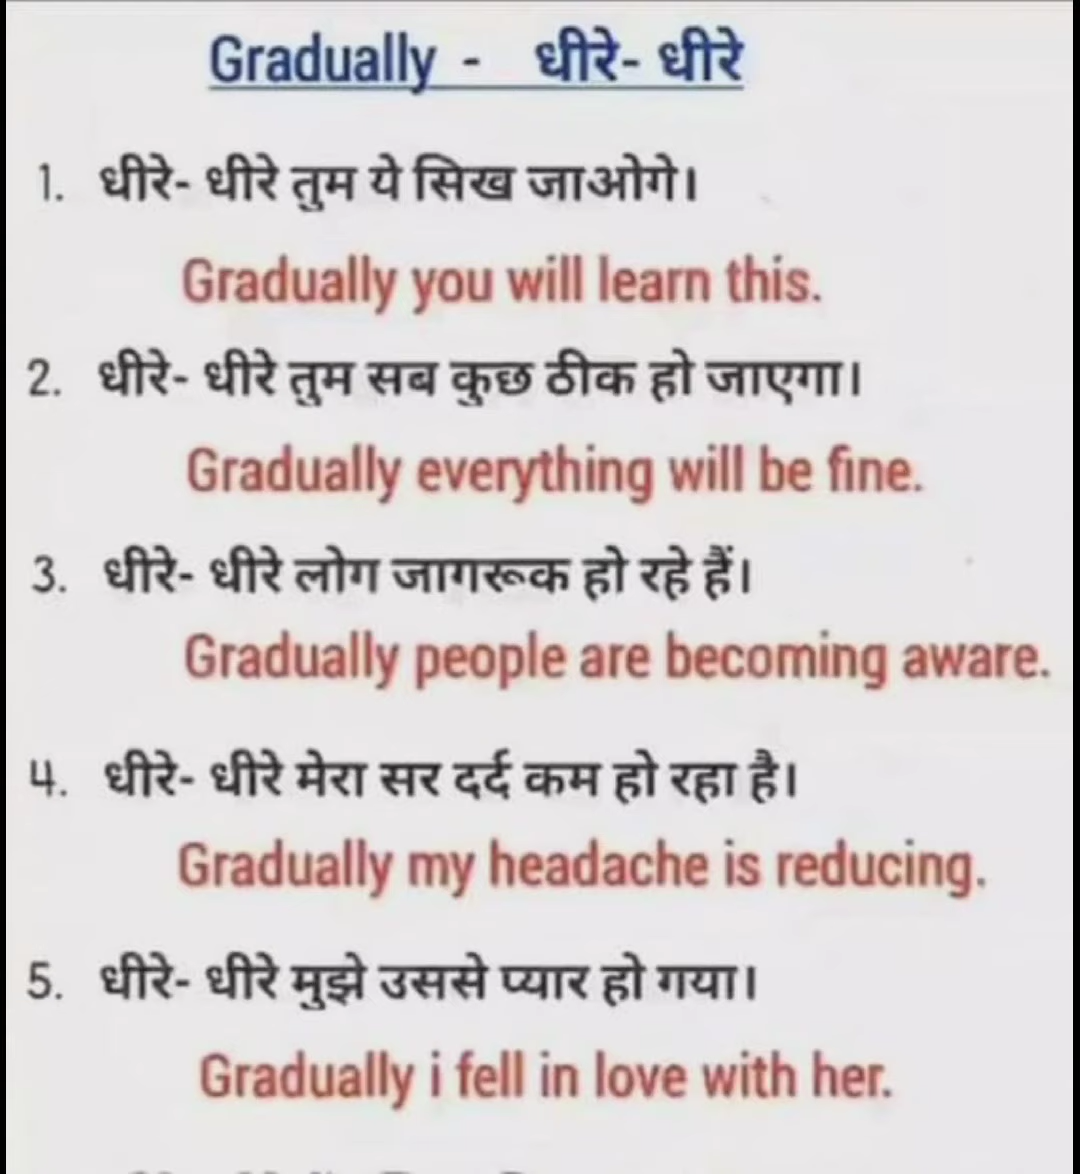 Gradually - धीरे- धीरे
1. धीरे- धीरे तुम ये सिख जाओगे।
Gradually you will learn this.
2. धीरे- धीरे तुम सब कुछ ठीक हो जाएगा।
Gradually everything will be fine.
3. धीरे- धीरे लोग जागरूक हो रहे हैं।
Gradually people are becoming aware.
4. धीरे- धीरे मेरा सर दर्द कम हो रहा है।
Gradually my headache is reducing.
5. धीरे- धीरे मुझे उससे प्यार हो गया।
Gradually i fell in love with her.